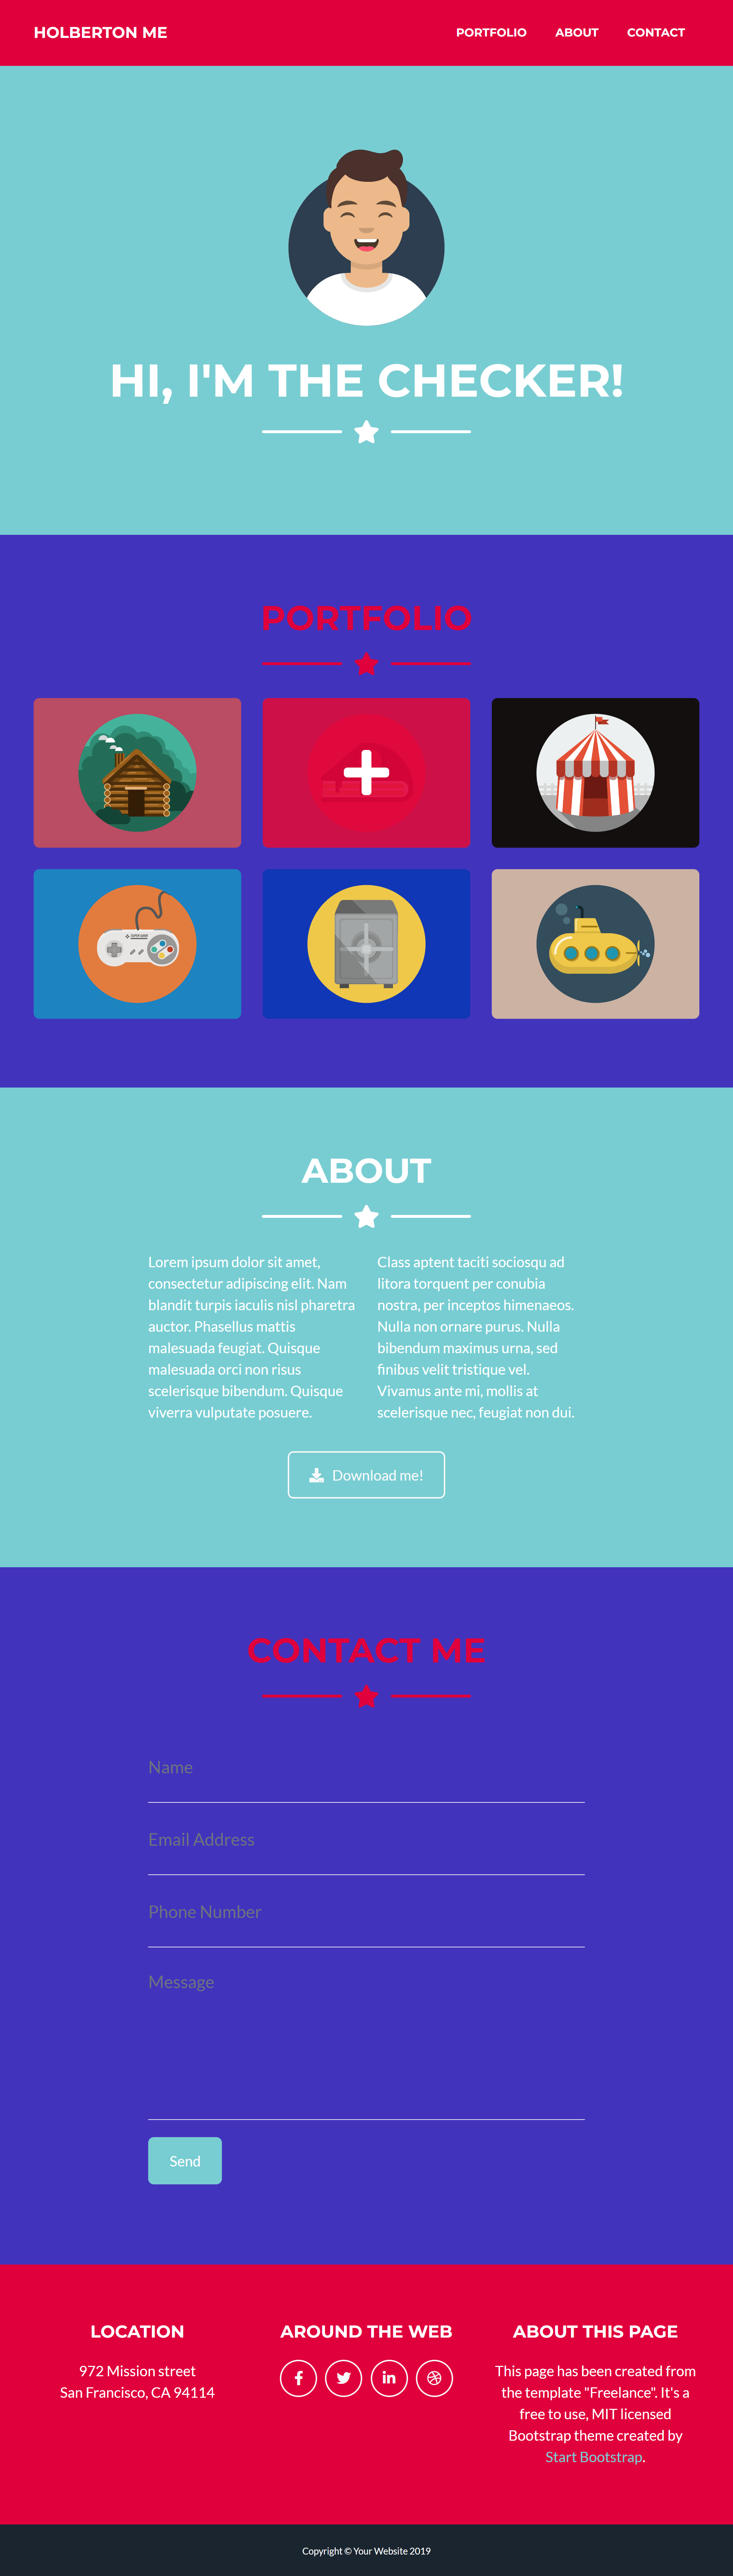 HOLBERTON ME
PORTFOLIO ABOUT CONTACT
HI, I'M THE CHECKER!
PORTFOLIO
ABOUT
Lorem ipsum dolor sit amet,
consectetur adipiscing elit. Nam
blandit turpis iaculis nisl pharetra
auctor. Phasellus mattis
malesuada feugiat. Quisque
malesuada orci non risus
scelerisque bibendum. Quisque
viverra vulputate posuere.
Class aptent taciti sociosqu ad
litora torquent per conubia
nostra, per inceptos himenaeos.
Nulla non ornare purus. Nulla
bibendum maximus urna, sed
finibus velit tristique vel.
Vivamus ante mi, mollis at
scelerisque nec, feugiat non dui.
Download me!
CONTACT ME
Name
Email Address
Phone Number
Message
Send
LOCATION
972 Mission street
San Francisco, CA 94114
AROUND THE WEB
ABOUT THIS PAGE
This page has been created from
the template "Freelance". It's a
free to use, MIT licensed
Bootstrap theme created by
Start Bootstrap.
Copyright © Your Website 2019